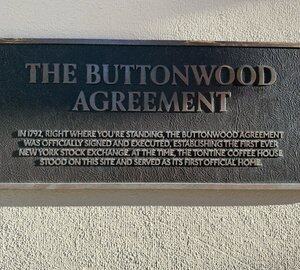 THE BUTTONWOOD
AGREEMENT
IN 1792, RIGHT WHERE YOU'RE STANDING, THE BUTTONWOOD AGREEMENT
WAS OFFICIALLY SIGNED AND EXECUTED, ESTABLISHING THE FIRST EVER
NEW YORK STOCK EXCHANGE. AT THE TIME, THE TONTINE COFFEE HOUSE
STOOD ON THIS SITE AND SERVED AS ITS FIRST OFFICIAL HOME.